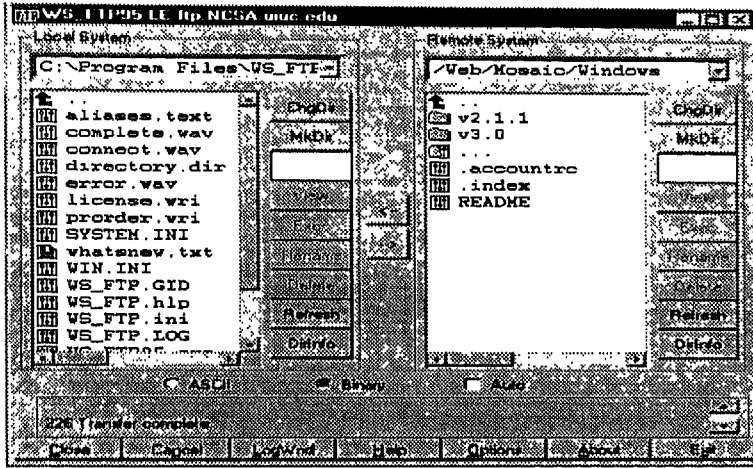 WS_FTP95 LE ftp.NCSA.uiuc.edu
Local System
C:\Program Files\WS_FTP
..
aliases.text
complete.wav
connect.wav
directory.dir
error.wav
license.wri
prorder.wri
SYSTEM.INI
whatsnew.txt
WIN.INI
WS_FTP.GID
WS_FTP.hlp
WS_FTP.ini
WS_FTP.LOG
ChgDir
MkDir
View
Exec
Rename
Delete
Refresh
DirInfo
<-
->
Remote System
/Web/Mosaic/Windows
..
v2.1.1
v3.0
...
.accountrc
.index
README
ChgDir
MkDir
View
Exec
Rename
Delete
Refresh
DirInfo
ASCII Binary Auto
226 Transfer complete.
Close Cancel LogWnd Help Options About Exit